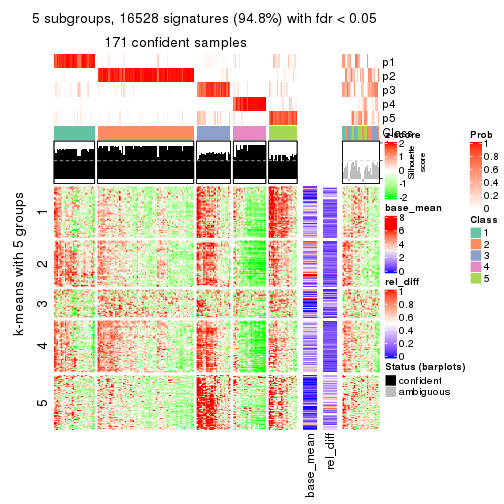 5 subgroups, 16528 signatures (94.8%) with fdr < 0.05
171 confident samples
p1
p2
p3
p4
p5
Class
Silhouette
score
k-means with 5 groups
1
2
3
4
5
base_mean
rel_diff
z-score
2
1
0
-1
-2
base_mean
8
6
4
2
0
rel_diff
1
0.8
0.6
0.4
0.2
0
Status (barplots)
confident
ambiguous
Prob
1
0.8
0.6
0.4
0.2
0
Class
1
2
3
4
5